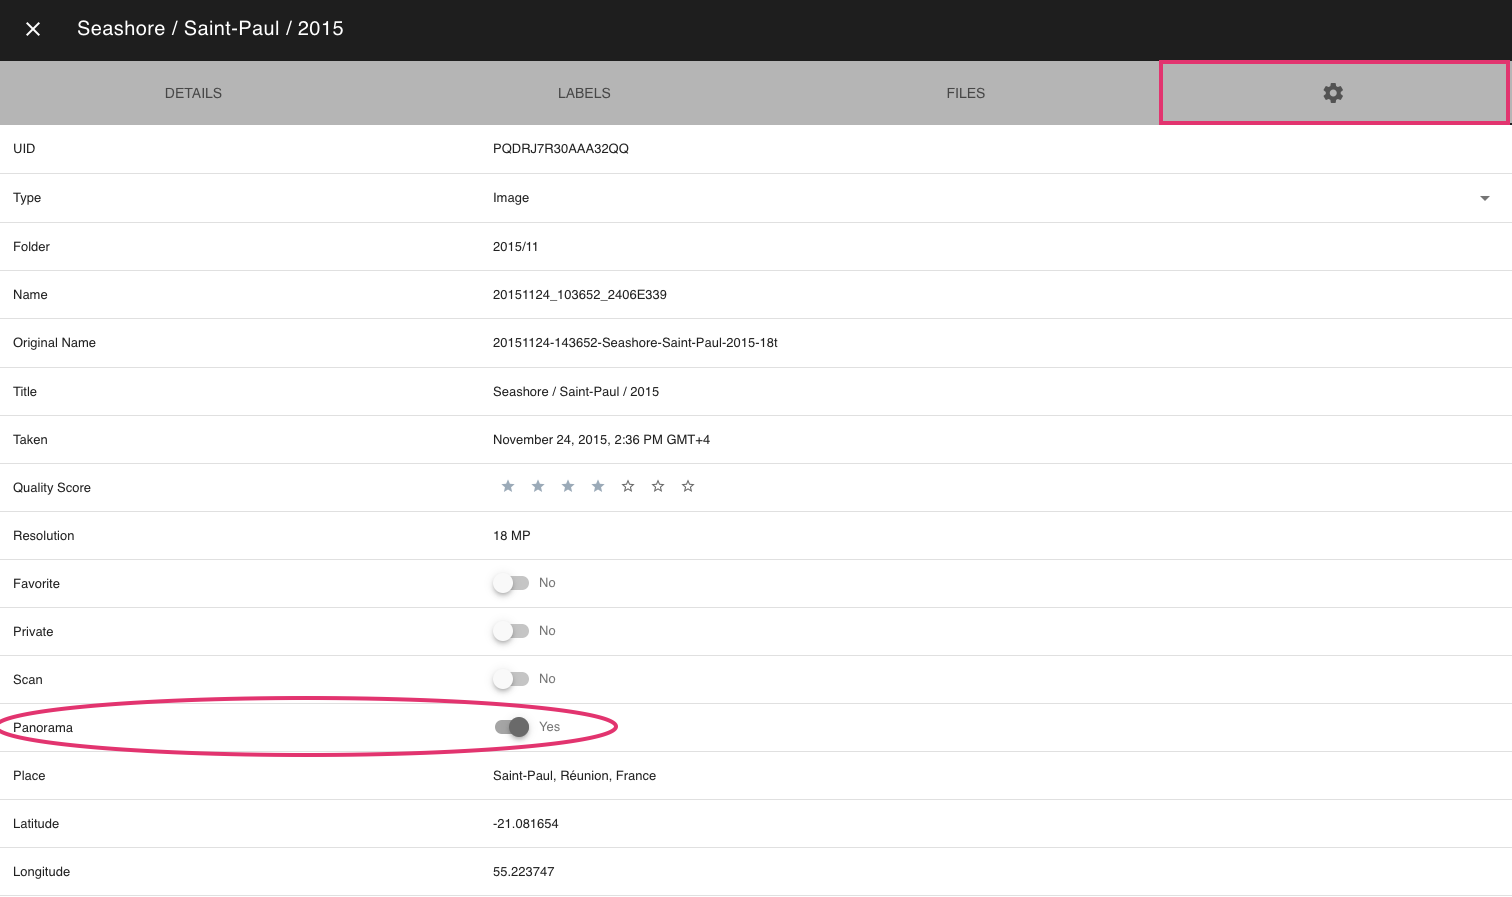 Seashore / Saint-Paul / 2015
DETAILS LABELS FILES
UID PQDRJ7R30AAA32QQ
Type Image
Folder 2015/11
Name 20151124_103652_2406E339
Original Name 20151124-143652-Seashore-Saint-Paul-2015-18t
Title Seashore / Saint-Paul / 2015
Taken November 24, 2015, 2:36 PM GMT+4
Quality Score
Resolution 18 MP
Favorite No
Private No
Scan No
Panorama Yes
Place Saint-Paul, Réunion, France
Latitude -21.081654
Longitude 55.223747